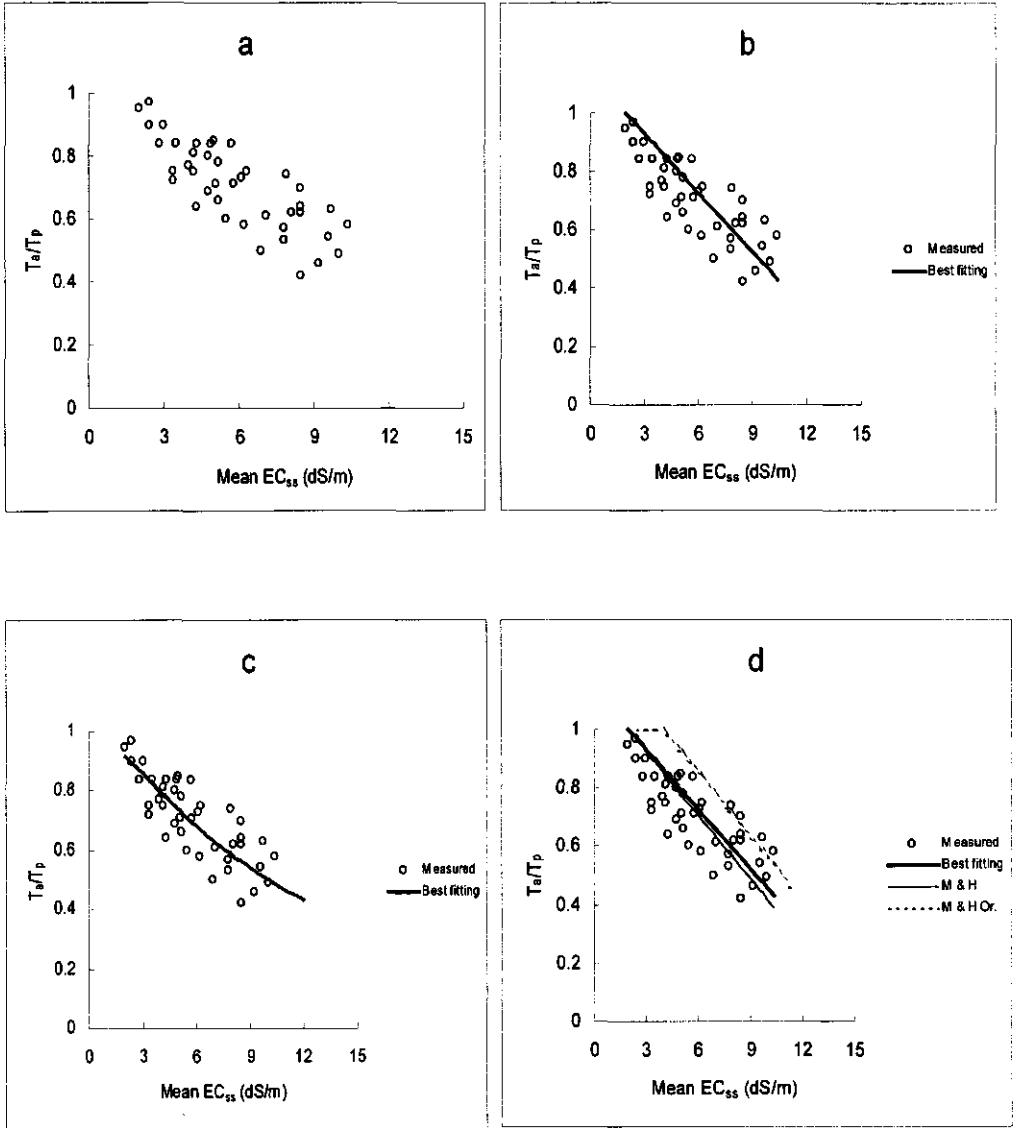 a
1
0.8
0.6
0.4
0.2
0
Ta/Tp
0 3 6 9 12 15
Mean ECss (dS/m)
b
1
0.8
0.6
0.4
0.2
0
Ta/Tp
0 3 6 9 12 15
Mean ECss (dS/m)
Measured
Best fitting
c
1
0.8
0.6
0.4
0.2
0
Ta/Tp
0 3 6 9 12 15
Mean ECss (dS/m)
Measured
Best fitting
d
1
0.8
0.6
0.4
0.2
0
Ta/Tp
0 3 6 9 12 15
Mean ECss (dS/m)
Measured
Best fitting
M & H
M & H Or.